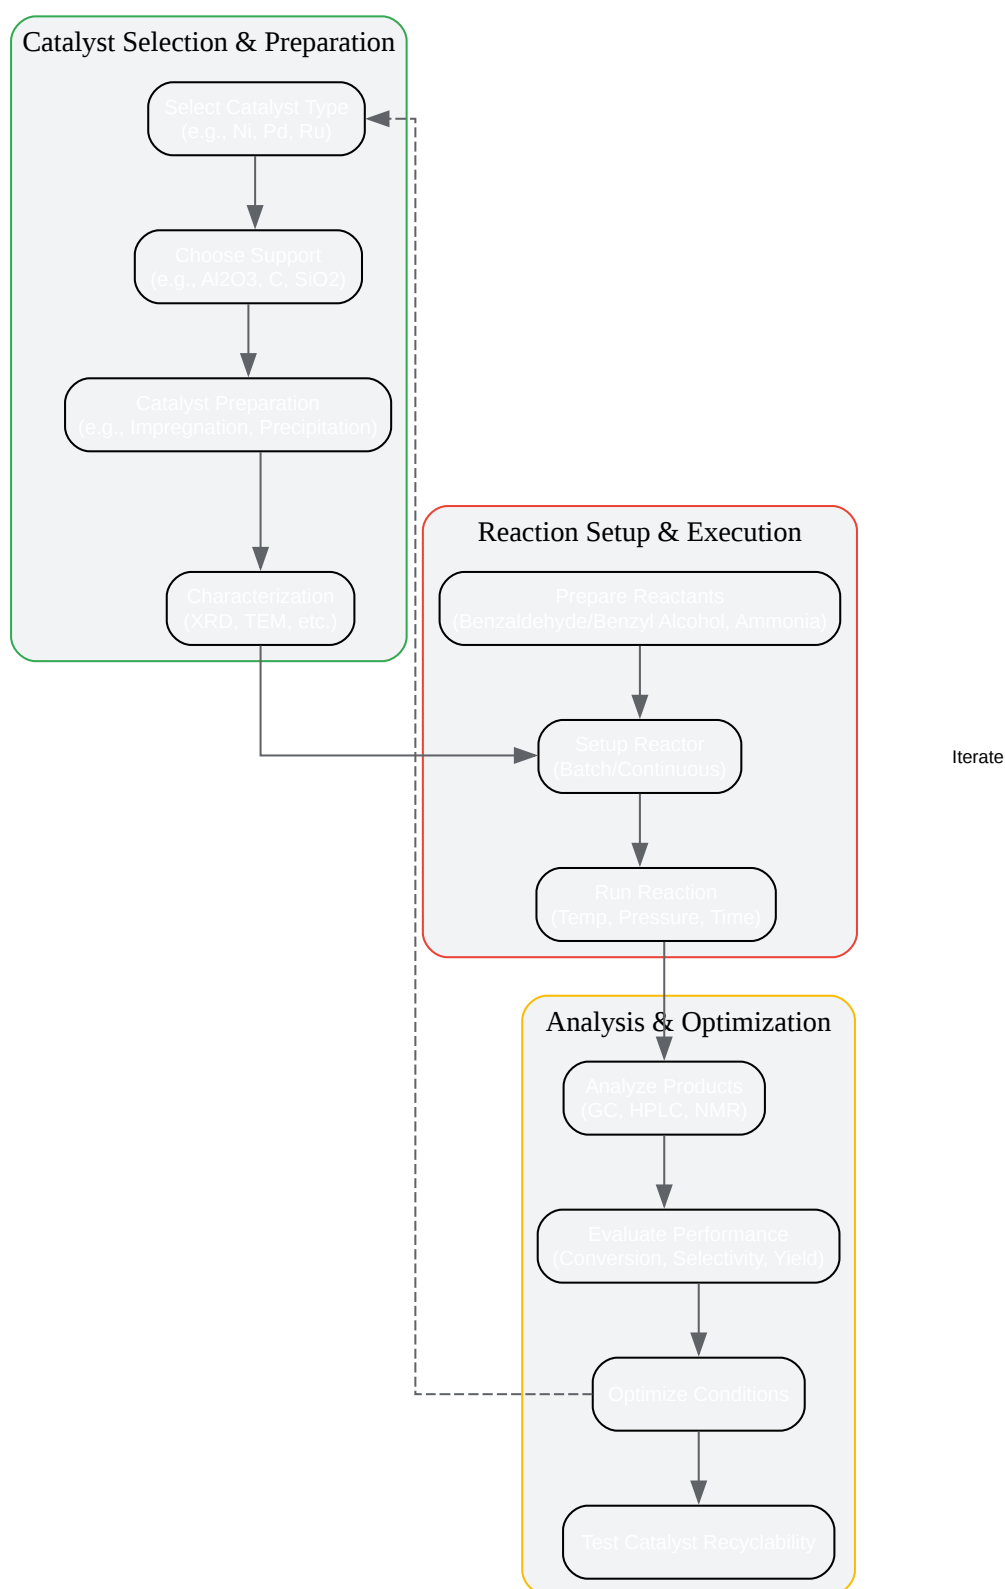 Catalyst Selection & Preparation
Select Catalyst Type
(e.g., Ni, Pd, Ru)
Choose Support
(e.g., Al2O3, C, SiO2)
Catalyst Preparation
(e.g., Impregnation, Precipitation)
Characterization
(XRD, TEM, etc.)
Reaction Setup & Execution
Prepare Reactants
(Benzaldehyde/Benzyl Alcohol, Ammonia)
Setup Reactor
(Batch/Continuous)
Iterate
Run Reaction
(Temp, Pressure, Time)
Analysis & Optimization
Analyze Products
(GC, HPLC, NMR)
Evaluate Performance
(Conversion, Selectivity, Yield)
Optimize Conditions
Test Catalyst Recyclability